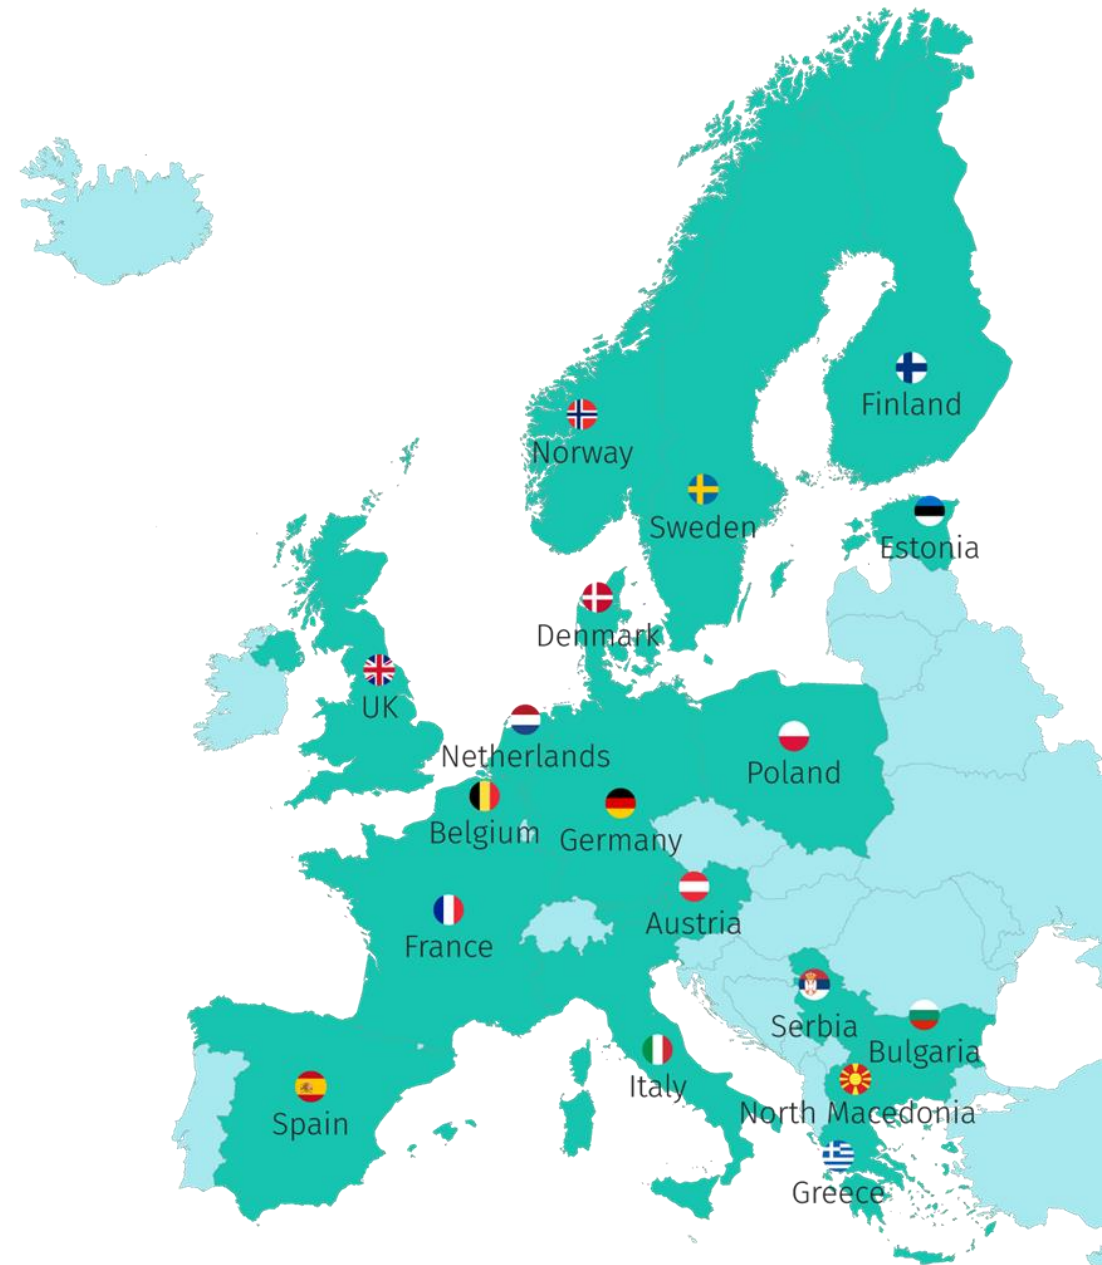 Finland
Norway
Sweden
Estonia
Denmark
UK
Netherlands
Poland
Belgium
Germany
Austria
France
Serbia
Bulgaria
Italy
North Macedonia
Spain
Greece